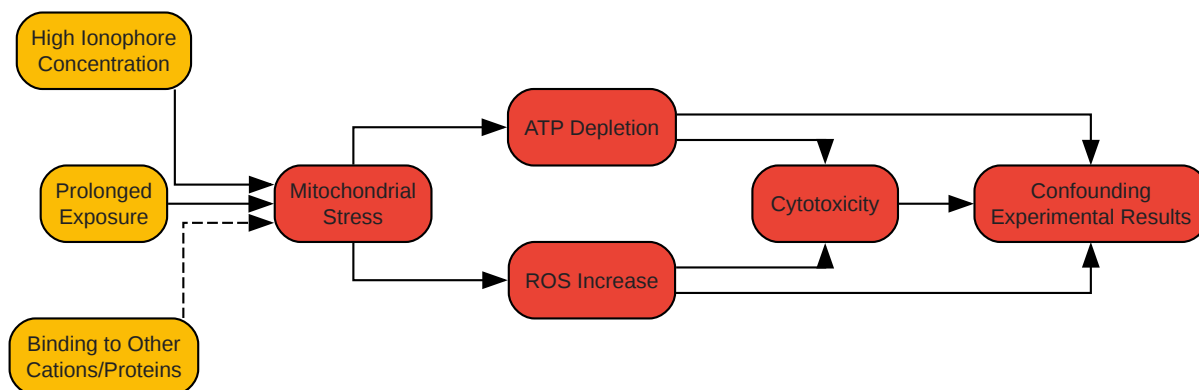 High Ionophore
Concentration
Prolonged
Exposure
Binding to Other
Cations/Proteins
Mitochondrial
Stress
ATP Depletion
ROS Increase
Cytotoxicity
Confounding
Experimental Results